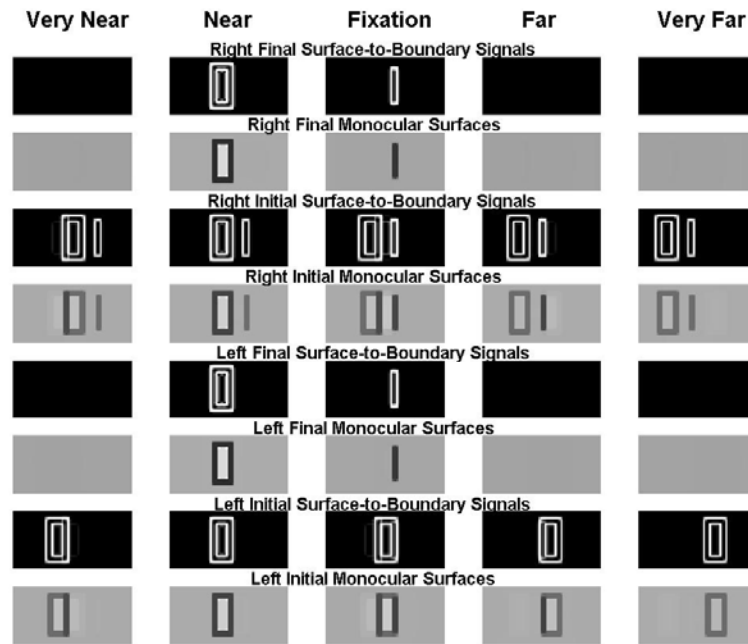 Very Near Near Fixation Far Very Far
Right Final Surface-to-Boundary Signals
Right Final Monocular Surfaces
Right Initial Surface-to-Boundary Signals
Right Initial Monocular Surfaces
Left Final Surface-to-Boundary Signals
Left Final Monocular Surfaces
Left Initial Surface-to-Boundary Signals
Left Initial Monocular Surfaces